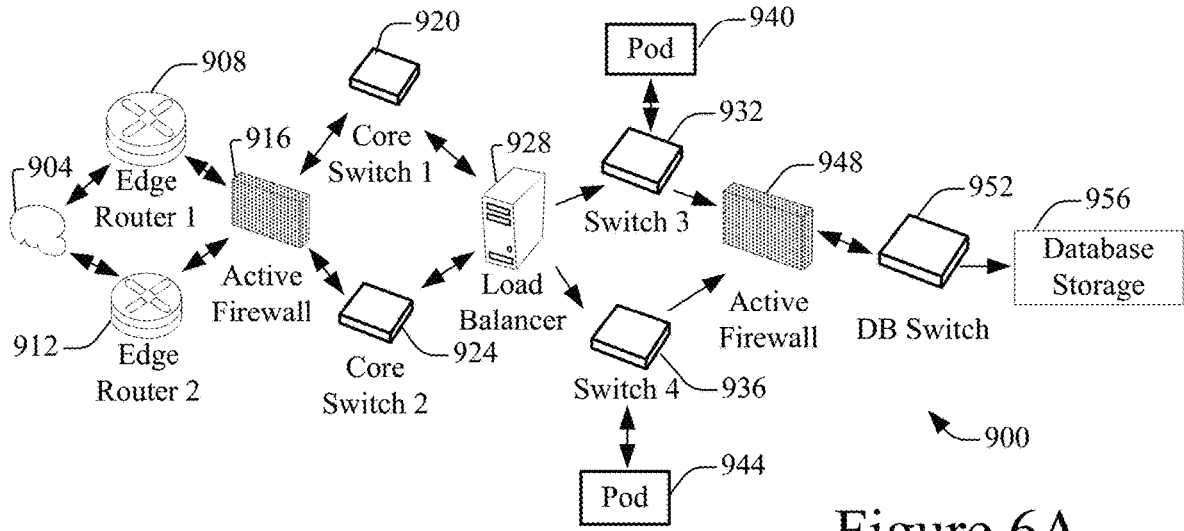 920
940
Pod
908
932
916
Core
Switch 1
928
948
904
952
956
Edge
Router 1
Switch 3
Database
Storage
Active
Firewall
Load
Balancer
Active
Firewall
DB Switch
912
Edge
Router 2
924
Core
Switch 2
Switch 4
936
900
944
Pod
Figure 6A